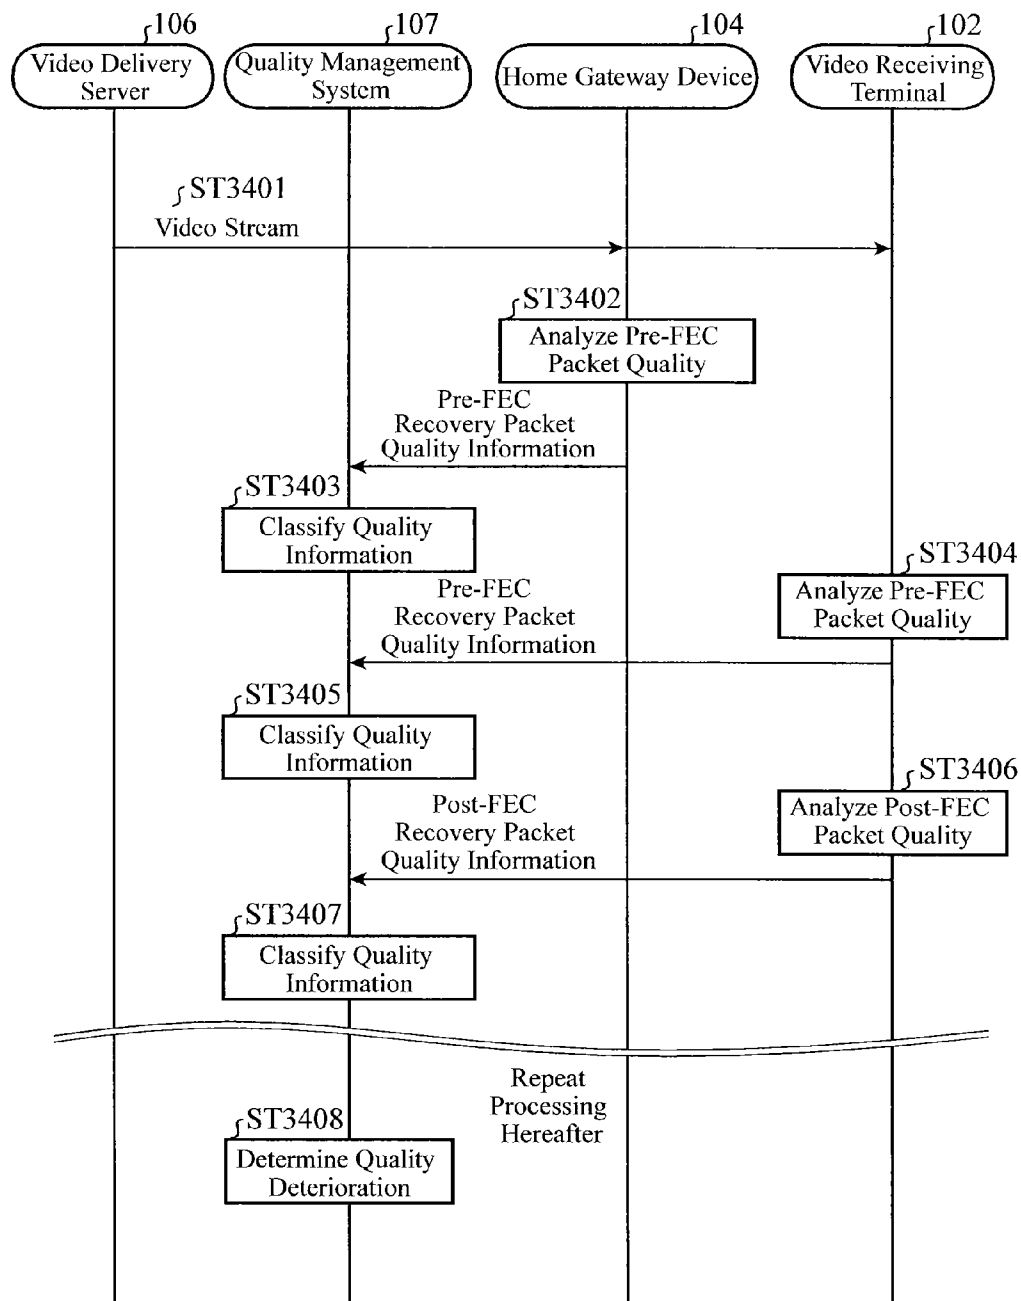 106
107
104
102
Video Delivery
Server
Quality Management
System
Home Gateway Device
Video Receiving
Terminal
ST3401
Video Stream
ST3402
Analyze Pre-FEC
Packet Quality
Pre-FEC
Recovery Packet
Quality Information
ST3403
Classify Quality
Information
ST3404
Analyze Pre-FEC
Packet Quality
Pre-FEC
Recovery Packet
Quality Information
ST3405
Classify Quality
Information
ST3406
Analyze Post-FEC
Packet Quality
Post-FEC
Recovery Packet
Quality Information
ST3407
Classify Quality
Information
Repeat
Processing
Hereafter
ST3408
Determine Quality
Deterioration